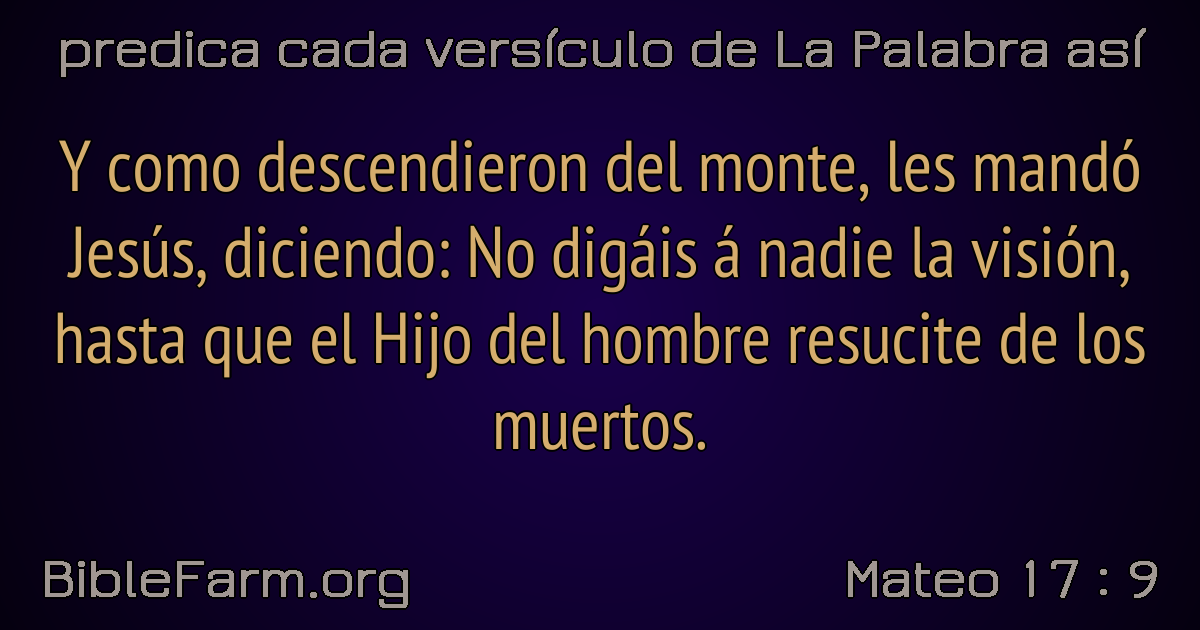 predica cada versículo de La Palabra así
Y como descendieron del monte, les mandó
Jesús, diciendo: No digáis á nadie la visión,
hasta que el Hijo del hombre resucite de los
muertos.
BibleFarm.org
Mateo 17 : 9